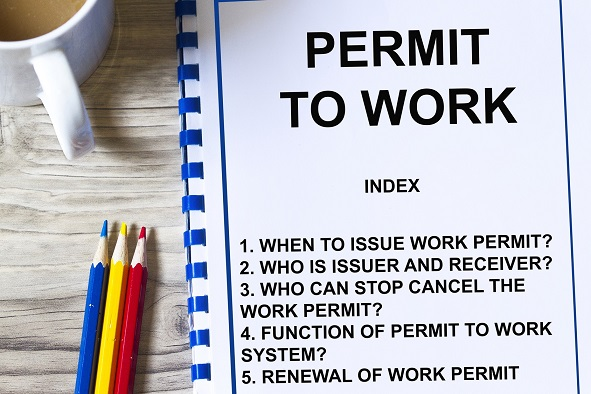 PERMIT
TO WORK
INDEX
1. WHEN TO ISSUE WORK PERMIT?
2. WHO IS ISSUER AND RECEIVER?
3. WHO CAN STOP CANCEL THE
WORK PERMIT?
4. FUNCTION OF PERMIT TO WORK
SYSTEM?
5. RENEWAL OF WORK PERMIT